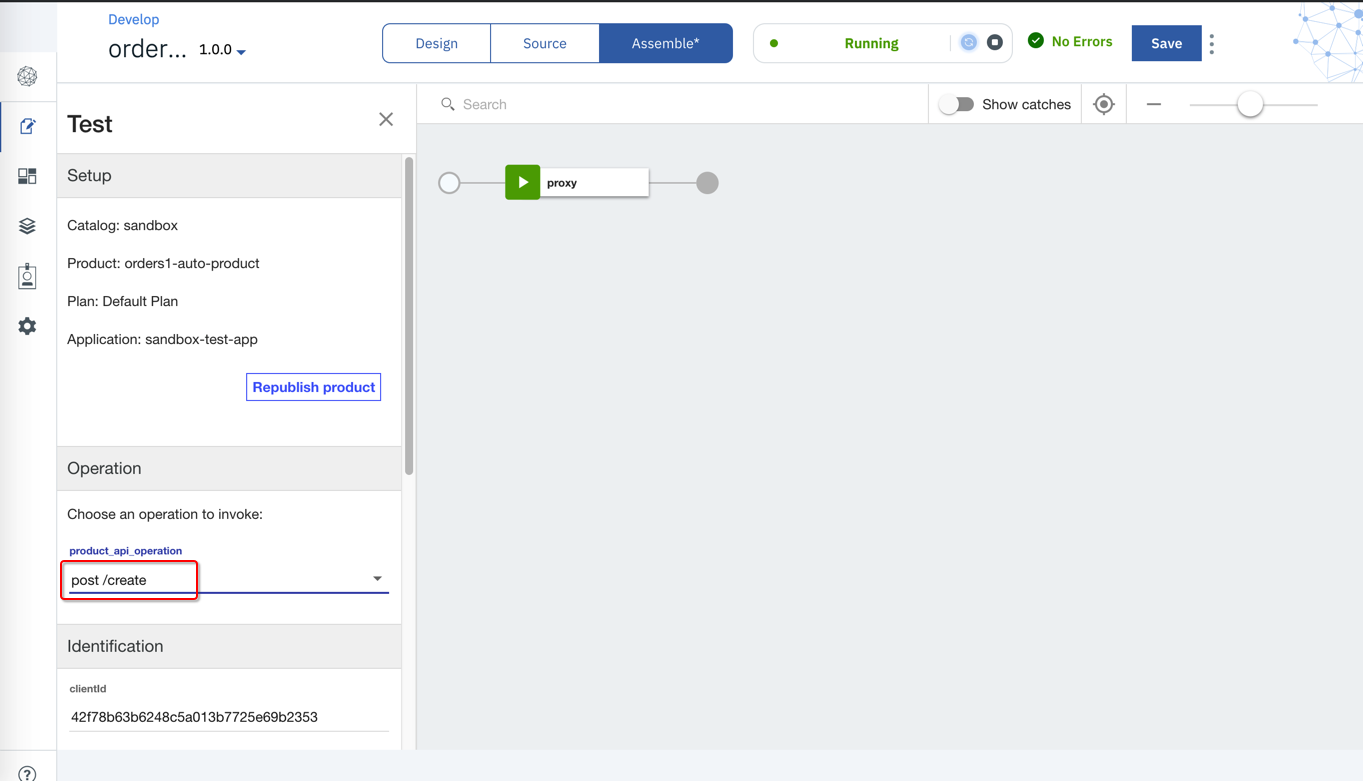 Develop
order... 1.0.0
Design Source Assemble*
Running
No Errors
Save
Test
Search
Show catches
Setup
Catalog: sandbox
Product: orders1-auto-product
Plan: Default Plan
Application: sandbox-test-app
Republish product
proxy
Operation
Choose an operation to invoke:
product_api_operation
post /create
Identification
clientId
42f78b63b6248c5a013b7725e69b2353
?